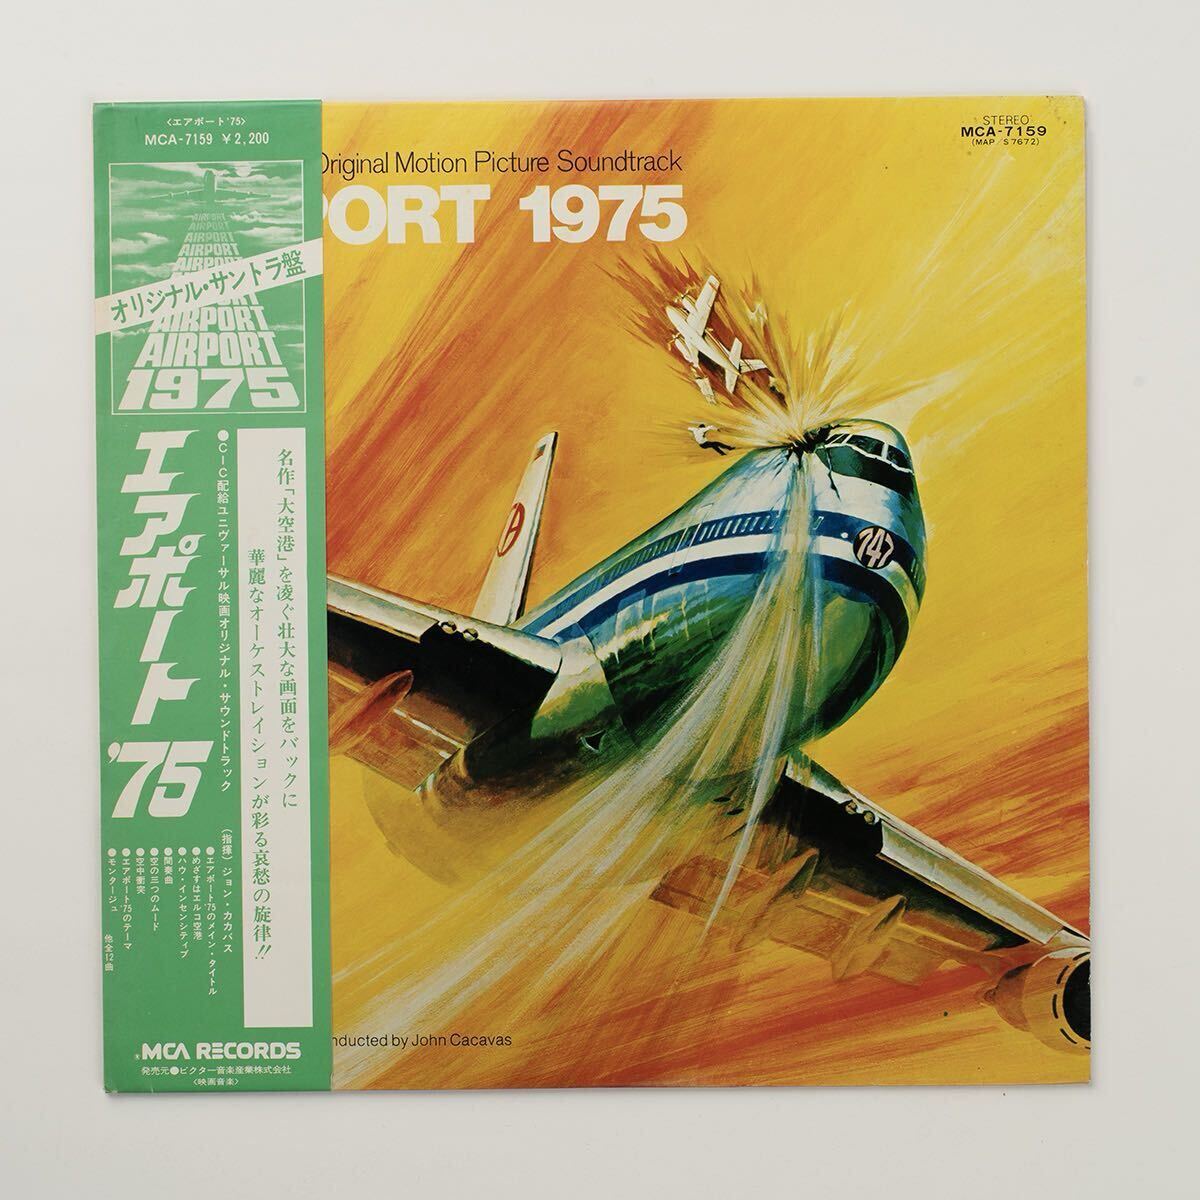 〈エアポート'75〉
MCA-7159 ¥2,200
AIRPORT
AIRPORT
AIRPORT
AIRPORT
AIRPORT
オリジナル・サントラ盤
AIRPORT
AIRPORT
1975
エアポート'75
●CIC配給ユニヴァーサル映画オリジナル・サウンドトラック
名作「大空港」を凌ぐ壮大な画面をバックに
華麗なオーケストレイションが彩る哀愁の旋律!!
(指揮)ジョン・カカバス
●エアポート'75のメイン・タイトル
●めざすはエルコ空港
●ハウ・インセンシティブ
●間奏曲
●空の三つのムード
●空中衝突
●エアポート'75のテーマ
●モンタージュ 他全12曲
MCA RECORDS
発売元●ビクター音楽産業株式会社
〈映画音楽〉
STEREO
MCA-7159
(MAP S7672)
Original Motion Picture Soundtrack
PORT 1975
747
nducted by John Cacavas